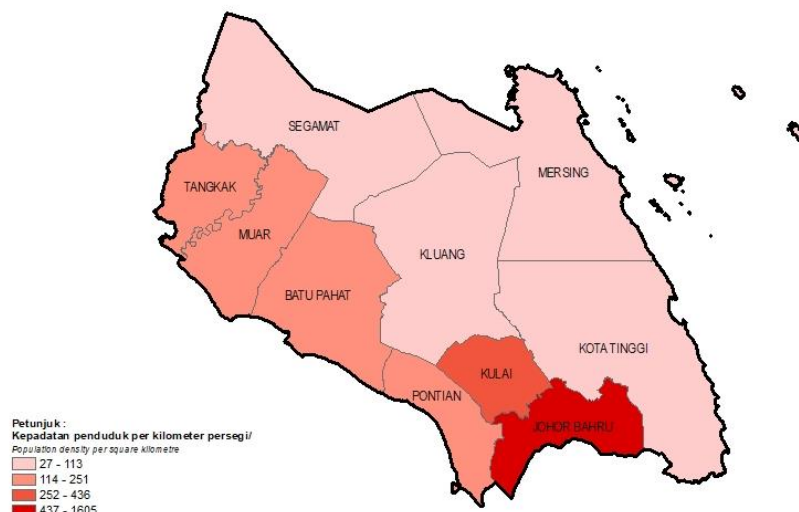 SEGAMAT
TANGKAK
MERSING
MUAR
KLUANG
BATU PAHAT
KOTA TINGGI
KULAI
PONTIAN
JOHOR BAHRU
Petunjuk :
Kepadatan penduduk per kilometer persegi/
Population density per square kilometre
27 - 113
114 - 251
252 - 436
437 - 1605